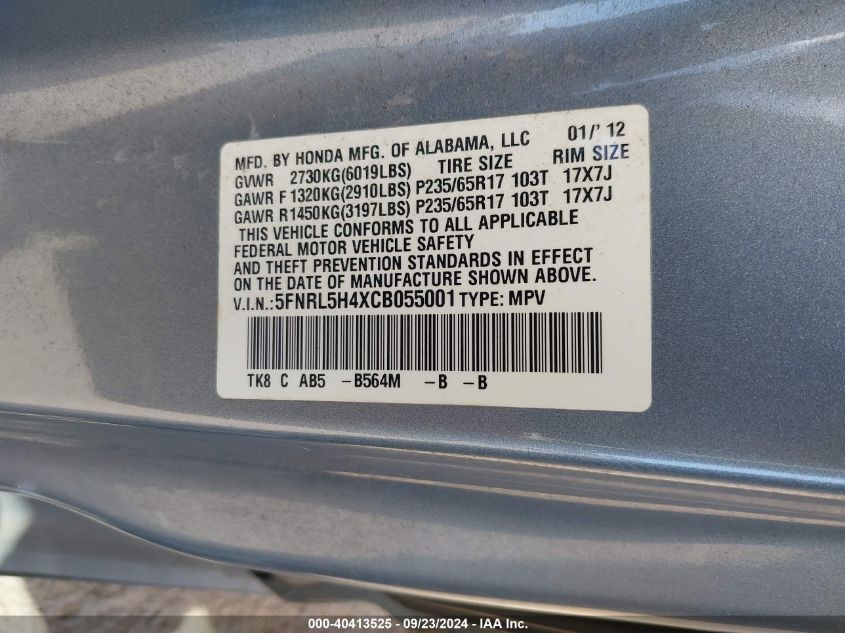 MFD. BY HONDA MFG. OF ALABAMA, LLC 01/' 12
GVWR 2730KG(6019LBS) TIRE SIZE RIM SIZE
GAWR F 1320KG(2910LBS) P235/65R17 103T 17X7J
GAWR R1450KG(3197LBS) P235/65R17 103T 17X7J
THIS VEHICLE CONFORMS TO ALL APPLICABLE
FEDERAL MOTOR VEHICLE SAFETY
AND THEFT PREVENTION STANDARDS IN EFFECT
ON THE DATE OF MANUFACTURE SHOWN ABOVE.
V.I.N.:5FNRL5H4XCB055001 TYPE: MPV
TK8 C AB5 -B564M -B -B
000-40413525 - 09/23/2024 - IAA Inc.